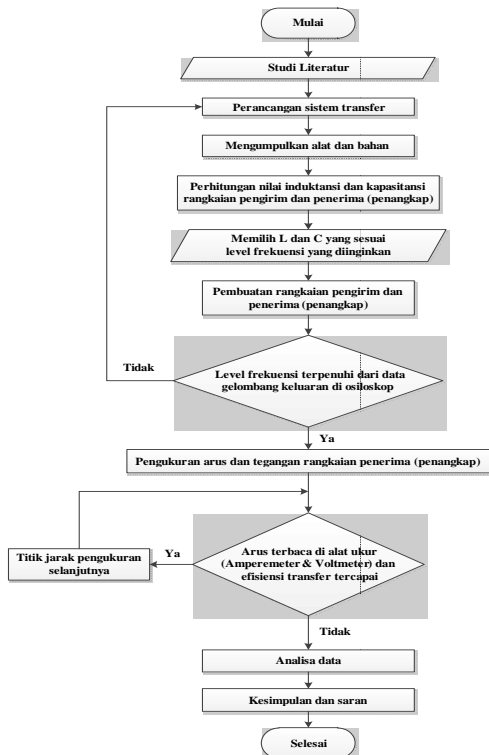 Mulai
Studi Literatur
Perancangan sistem transfer
Mengumpulkan alat dan bahan
Perhitungan nilai induktansi dan kapasitansi
rangkaian pengirim dan penerima (penangkap)
Memilih L dan C yang sesuai
level frekuensi yang diinginkan
Pembuatan rangkaian pengirim dan
penerima (penangkap)
Tidak
Level frekuensi terpenuhi dari data
gelombang keluaran di osiloskop
Ya
Pengukuran arus dan tegangan rangkaian penerima (penangkap)
Titik jarak pengukuran
selanjutnya
Ya
Arus terbaca di alat ukur
(Amperemeter & Voltmeter) dan
efisiensi transfer tercapai
Tidak
Analisa data
Kesimpulan dan saran
Selesai